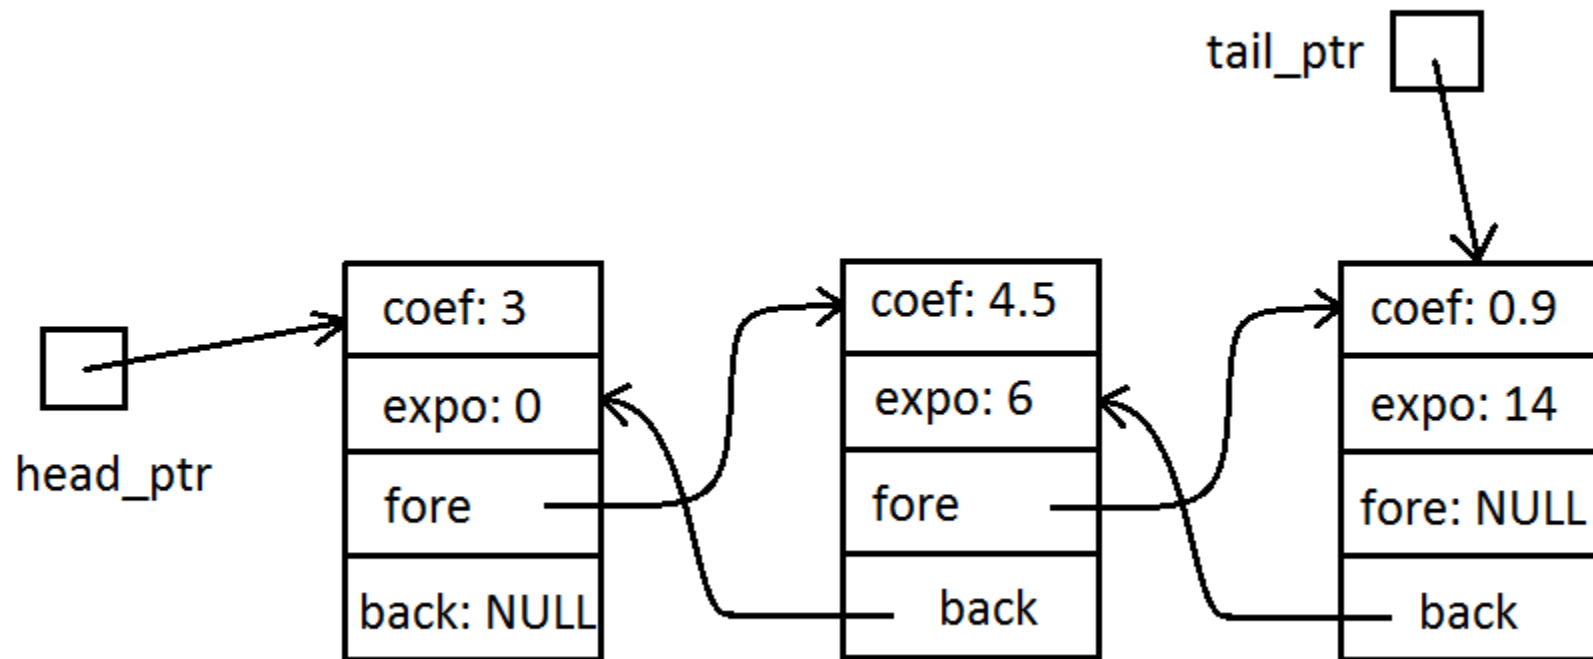 tail_ptr
head_ptr
coef: 3
expo: 0
fore
back: NULL
coef: 4.5
expo: 6
fore
back
coef: 0.9
expo: 14
fore: NULL
back